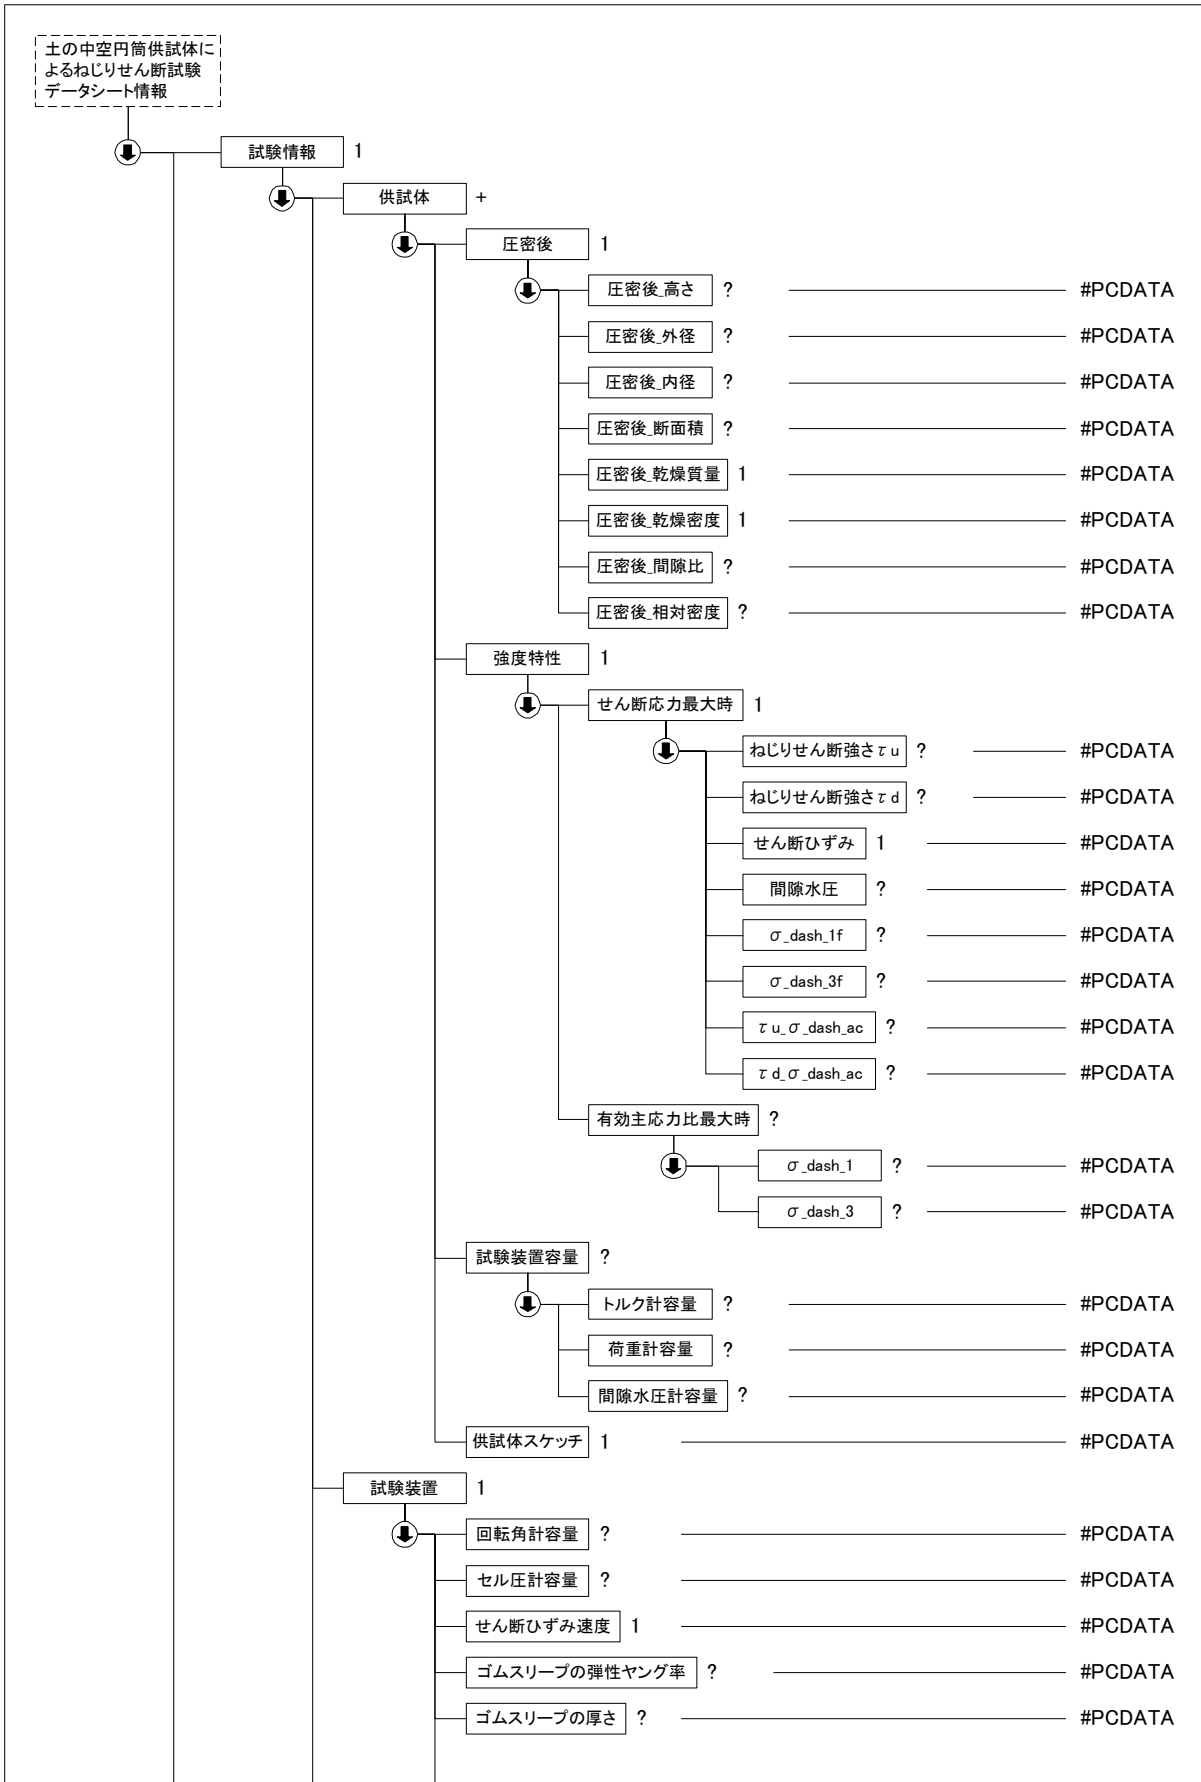 土の中空円筒供試体に
よるねじりせん断試験
データシート情報
試験情報 1
供試体 +
圧密後 1
圧密後_高さ ? #PCDATA
圧密後_外径 ? #PCDATA
圧密後_内径 ? #PCDATA
圧密後_断面積 ? #PCDATA
圧密後_乾燥質量 1 #PCDATA
圧密後_乾燥密度 1 #PCDATA
圧密後_間隙比 ? #PCDATA
圧密後_相対密度 ? #PCDATA
強度特性 1
せん断応力最大時 1
ねじりせん断強さτu ? #PCDATA
ねじりせん断強さτd ? #PCDATA
せん断ひずみ 1 #PCDATA
間隙水圧 ? #PCDATA
σ_dash_1f ? #PCDATA
σ_dash_3f ? #PCDATA
τu_σ_dash_ac ? #PCDATA
τd_σ_dash_ac ? #PCDATA
有効主応力比最大時 ?
σ_dash_1 ? #PCDATA
σ_dash_3 ? #PCDATA
試験装置容量 ?
トルク計容量 ? #PCDATA
荷重計容量 ? #PCDATA
間隙水圧計容量 ? #PCDATA
供試体スケッチ 1 #PCDATA
試験装置 1
回転角計容量 ? #PCDATA
セル圧計容量 ? #PCDATA
せん断ひずみ速度 1 #PCDATA
ゴムスリーブの弾性ヤング率 ? #PCDATA
ゴムスリーブの厚さ ? #PCDATA